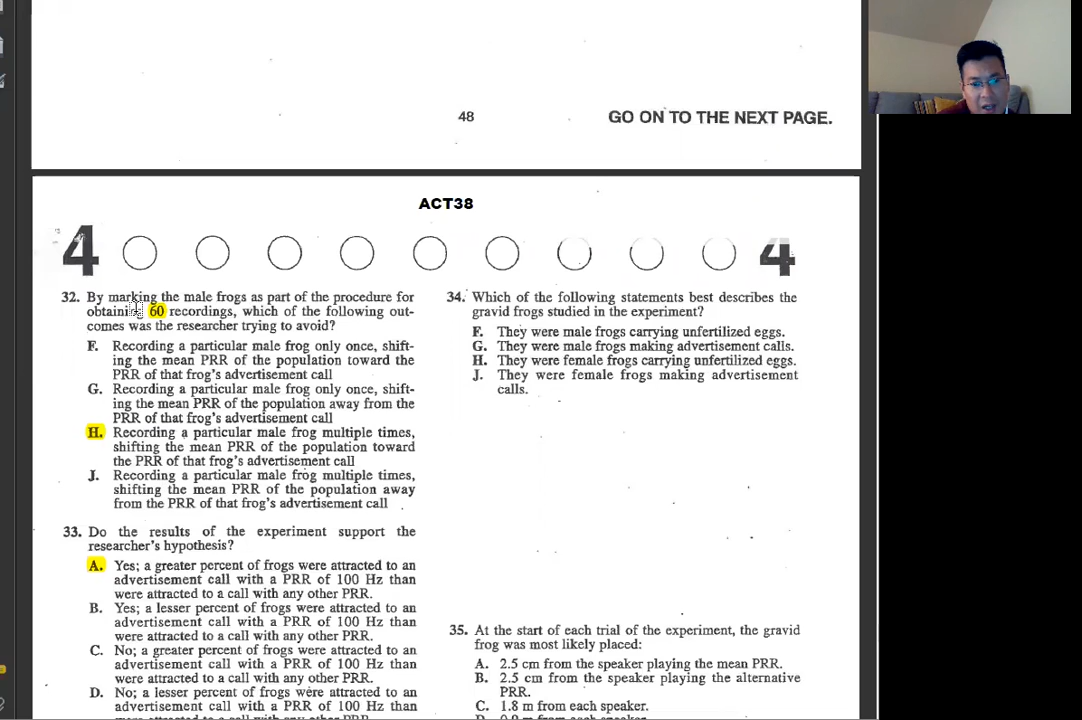 48
GO ON TO THE NEXT PAGE.
ACT38
4
4
32. By marking the male frogs as part of the procedure for
60 recordings, which of the following out-
comes was the researcher trying to avoid?
F. Recording a particular male frog only once, shift-
ing the mean PRR of the population toward the
PRR of that frog's advertisement call
G. Recording a particular male frog only once, shift-
ing the mean PRR of the population away from the
PRR of that frog's advertisement call
H. Recording a particular male frog multiple times,
shifting the mean PRR of the population toward
the PRR of that frog's advertisement call
J. Recording a particular male frog multiple times,
shifting the mean PRR of the population away
from the PRR of that frog's advertisement call
33. Do the results of the experiment support the
researcher's hypothesis?
A. Yes; a greater percent of frogs were attracted to an
advertisement call with a PRR of 100 Hz than
were attracted to a call with any other PRR.
B. Yes; a lesser percent of frogs were attracted to an
advertisement call with a PRR of 100 Hz than
were attracted to a call with any other PRR.
C. No; a greater percent of frogs were attracted to an
advertisement call with a PRR of 100 Hz than
were attracted to a call with any other PRR.
D. No; a lesser percent of frogs were attracted to an
advertisement call with a PRR of 100 Hz than
34. Which of the following statements best describes the
gravid frogs studied in the experiment?
F. They were male frogs carrying unfertilized eggs.
G. They were male frogs making advertisement calls.
H. They were female frogs carrying unfertilized eggs.
J. They were female frogs making advertisement
calls.
35. At the start of each trial of the experiment, the gravid
frog was most likely placed:
A. 2.5 cm from the speaker playing the mean PRR.
B. 2.5 cm from the speaker playing the alternative
PRR.
C. 1.8 m from each speaker.